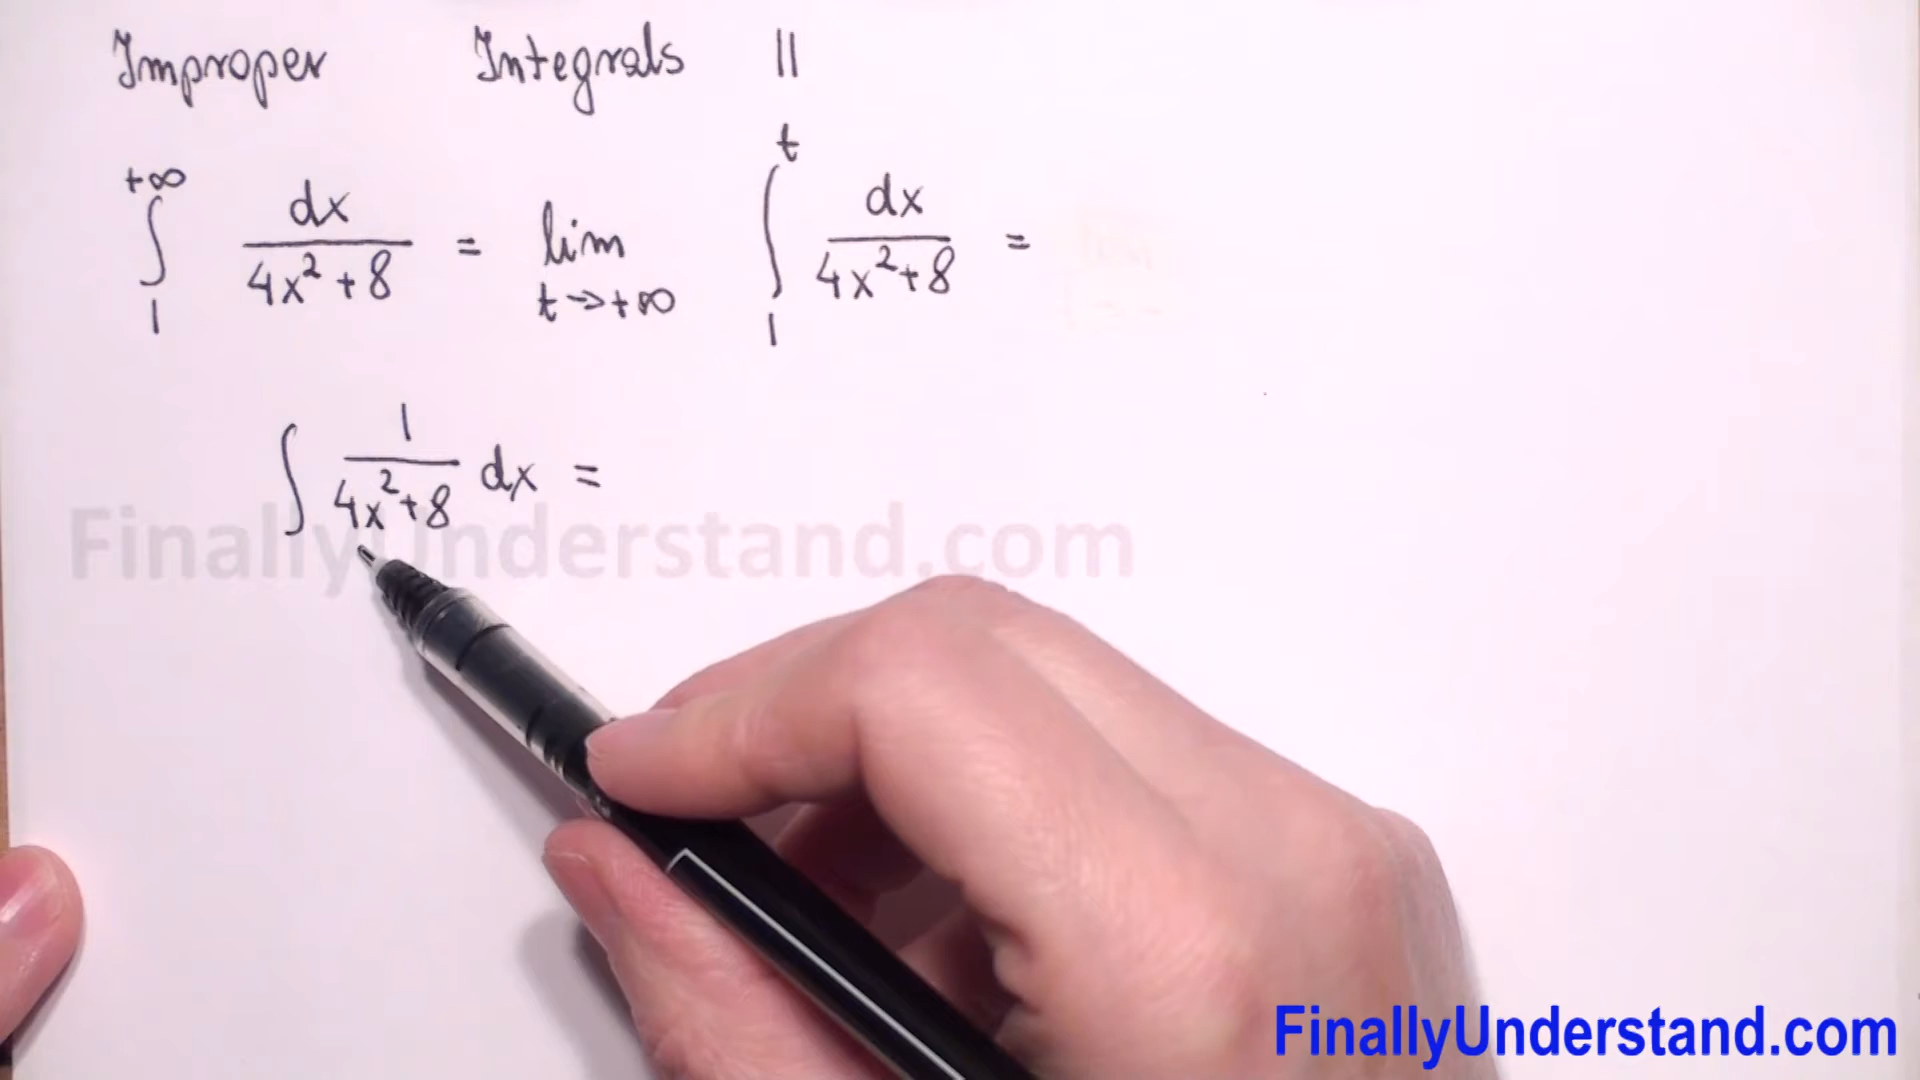 Improper Integrals II
∫₁^{+∞} dx/(4x²+8) = lim_{t→+∞} ∫₁^{t} dx/(4x²+8) =
∫ 1/(4x²+8) dx =
FinallyUnderstand.com
FinallyUnderstand.com